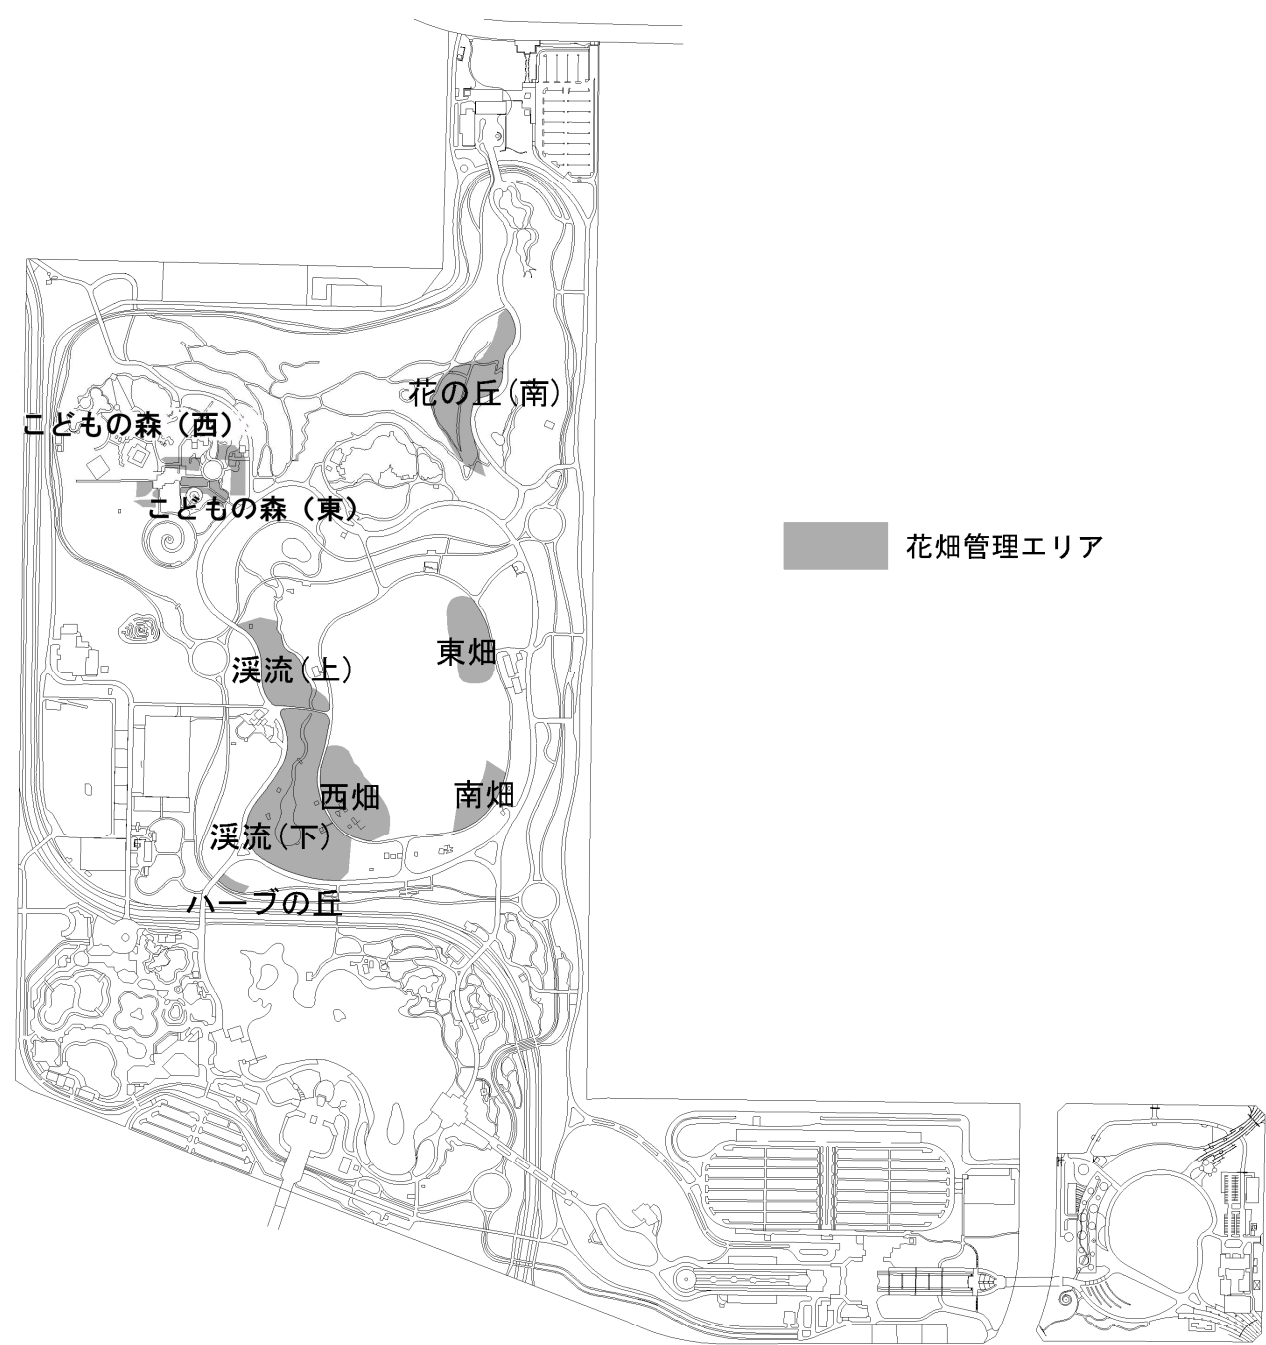 花の丘(南)
こどもの森（西）
こどもの森（東）
花畑管理エリア
東畑
渓流(上)
西畑
南畑
渓流(下)
ハーブの丘